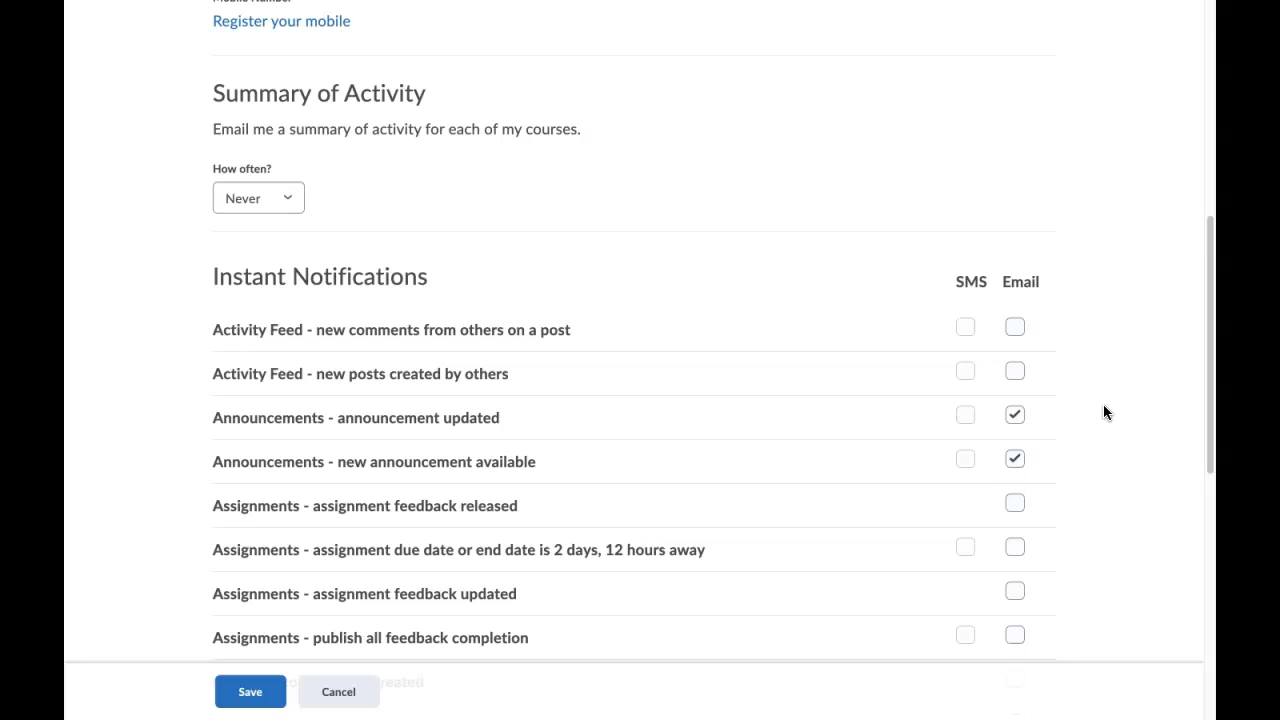 Register your mobile
Summary of Activity
Email me a summary of activity for each of my courses.
How often?
Never
Instant Notifications
SMS Email
Activity Feed - new comments from others on a post
Activity Feed - new posts created by others
Announcements - announcement updated
Announcements - new announcement available
Assignments - assignment feedback released
Assignments - assignment due date or end date is 2 days, 12 hours away
Assignments - assignment feedback updated
Assignments - publish all feedback completion
Save Cancel